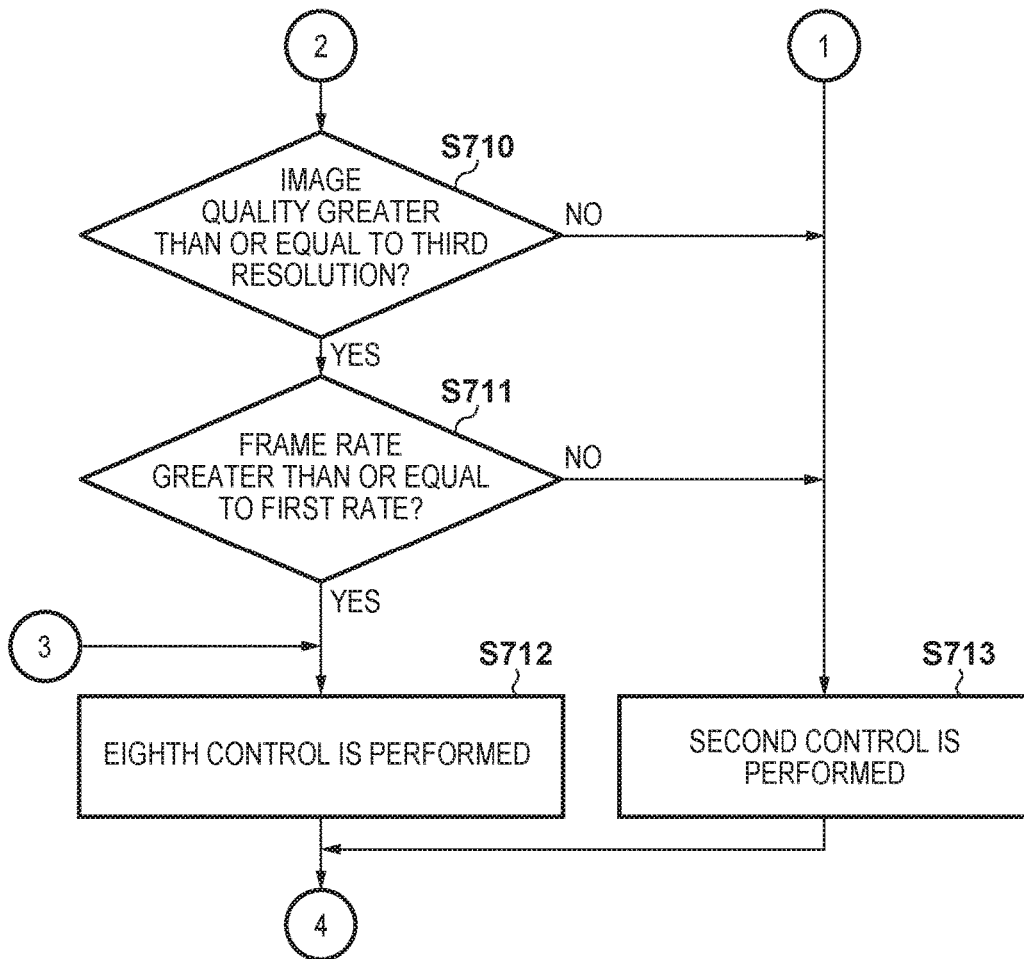 2
1
S710
IMAGE
QUALITY GREATER
THAN OR EQUAL TO THIRD
RESOLUTION?
NO
YES
S711
FRAME RATE
GREATER THAN OR EQUAL
TO FIRST RATE?
NO
YES
3
S712
EIGHTH CONTROL IS PERFORMED
S713
SECOND CONTROL IS
PERFORMED
4